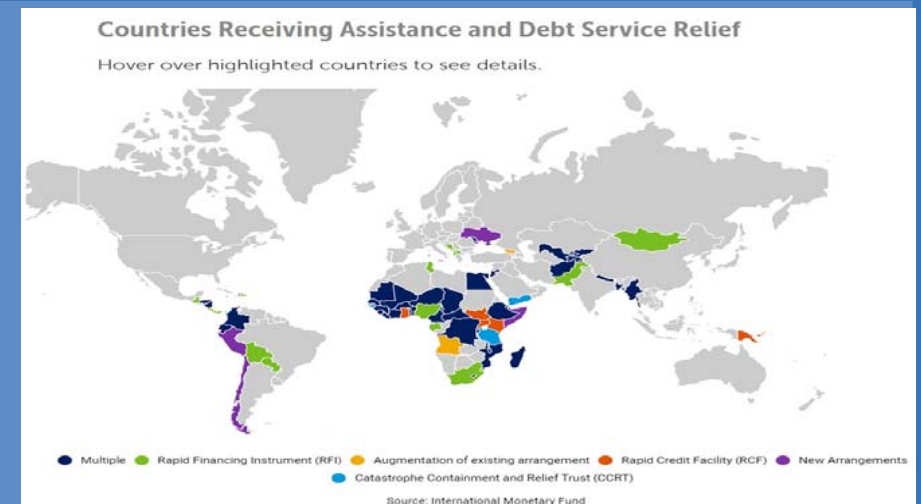 Countries Receiving Assistance and Debt Service Relief
Hover over highlighted countries to see details.
Multiple Rapid Financing Instrument (RFI) Augmentation of existing arrangement Rapid Credit Facility (RCF) New Arrangements
Catastrophe Containment and Relief Trust (CCRT)
Source: International Monetary Fund